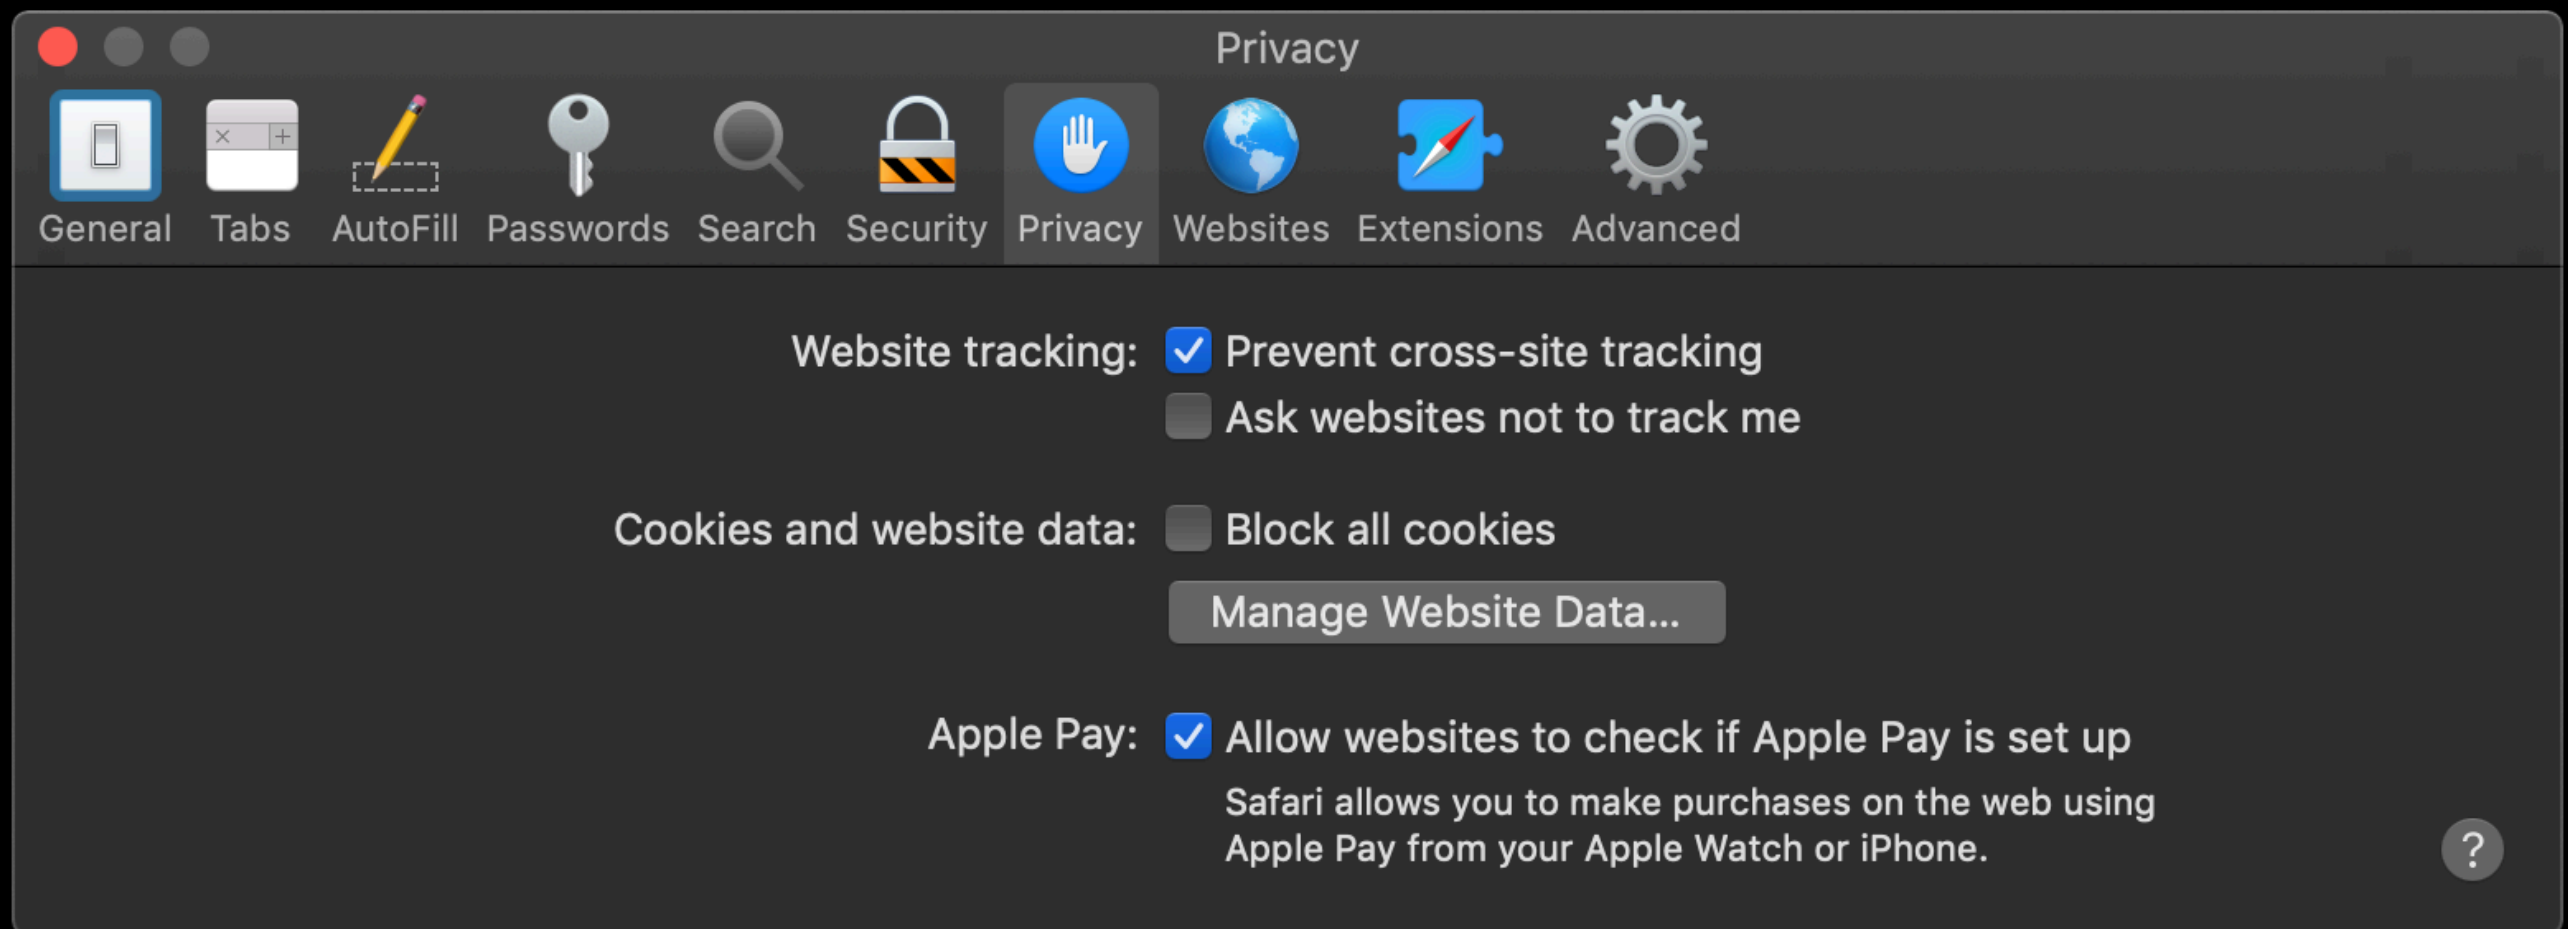 Privacy
General Tabs AutoFill Passwords Search Security Privacy Websites Extensions Advanced
Website tracking: Prevent cross-site tracking
Ask websites not to track me
Cookies and website data: Block all cookies
Manage Website Data...
Apple Pay: Allow websites to check if Apple Pay is set up
Safari allows you to make purchases on the web using
Apple Pay from your Apple Watch or iPhone.
?